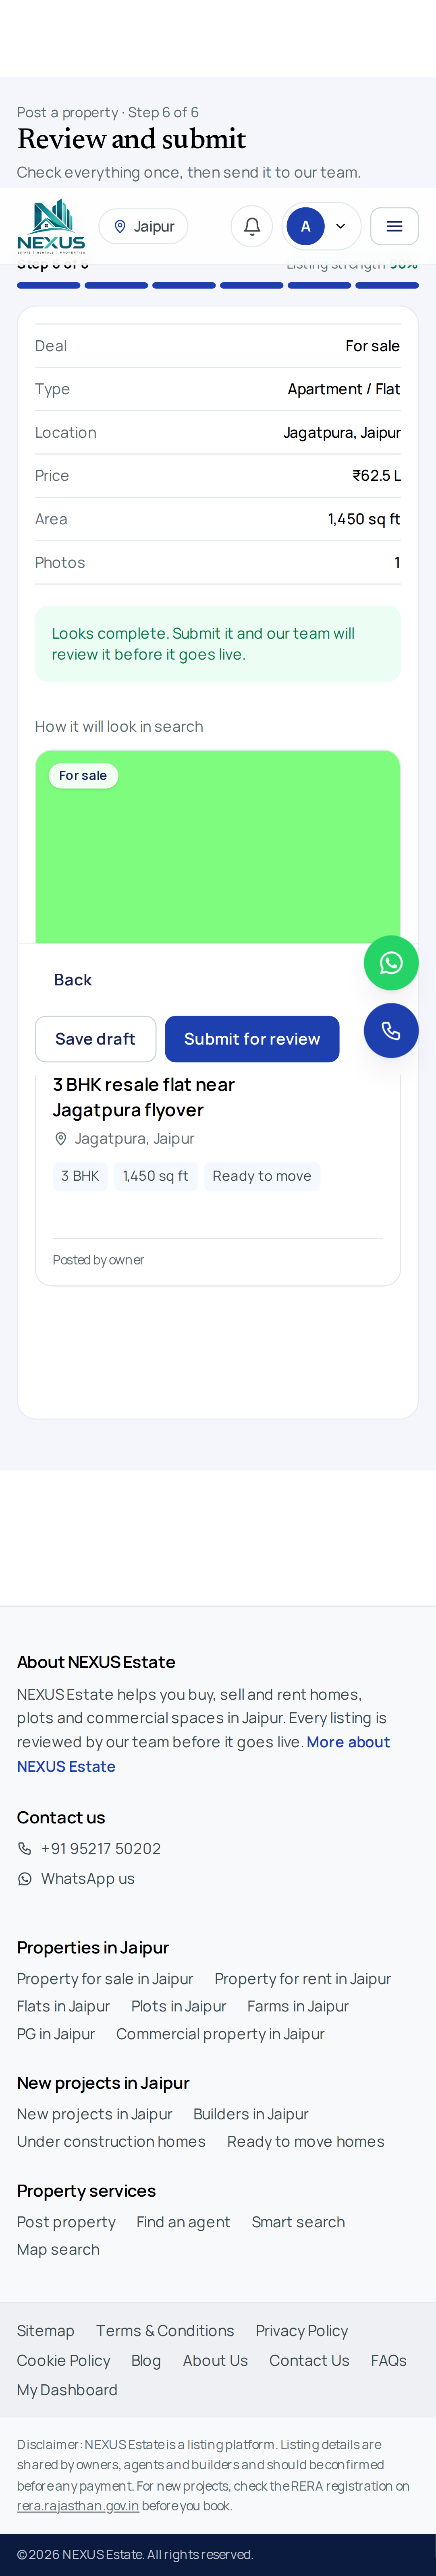 Post a property · Step 6 of 6
Review and submit
Check everything once, then send it to our team.
NEXUS
Jaipur
A
Step 6 of 6
Listing strength 90%
Deal
For sale
Type
Apartment / Flat
Location
Jagatpura, Jaipur
Price
₹62.5 L
Area
1,450 sq ft
Photos
1
Looks complete. Submit it and our team will
review it before it goes live.
How it will look in search
For sale
Back
Save draft
Submit for review
3 BHK resale flat near
Jagatpura flyover
Jagatpura, Jaipur
3 BHK
1,450 sq ft
Ready to move
Posted by owner
About NEXUS Estate
NEXUS Estate helps you buy, sell and rent homes,
plots and commercial spaces in Jaipur. Every listing is
reviewed by our team before it goes live. More about
NEXUS Estate
Contact us
+91 95217 50202
WhatsApp us
Properties in Jaipur
Property for sale in Jaipur Property for rent in Jaipur
Flats in Jaipur Plots in Jaipur Farms in Jaipur
PG in Jaipur Commercial property in Jaipur
New projects in Jaipur
New projects in Jaipur Builders in Jaipur
Under construction homes Ready to move homes
Property services
Post property Find an agent Smart search
Map search
Sitemap Terms & Conditions Privacy Policy
Cookie Policy Blog About Us Contact Us FAQs
My Dashboard
Disclaimer: NEXUS Estate is a listing platform. Listing details are
shared by owners, agents and builders and should be confirmed
before any payment. For new projects, check the RERA registration on
rera.rajasthan.gov.in before you book.
© 2026 NEXUS Estate. All rights reserved.